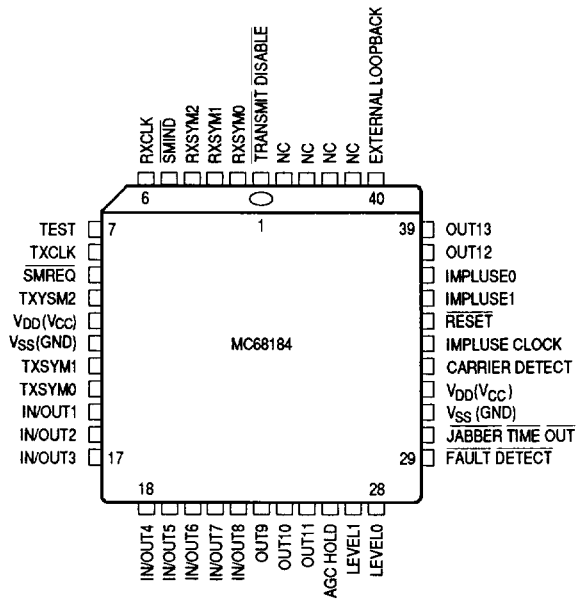 RXCLK
SMIND
RXSYM2
RXSYM1
RXSYM0
TRANSMIT DISABLE
NC
NC
NC
NC
EXTERNAL LOOPBACK
6
1
40
TEST
TXCLK
SMREQ
TXYSM2
VDD(VCC)
VSS(GND)
TXSYM1
TXSYM0
IN/OUT1
IN/OUT2
IN/OUT3
7
17
MC68184
39
29
OUT13
OUT12
IMPLUSE0
IMPLUSE1
RESET
IMPLUSE CLOCK
CARRIER DETECT
VDD(VCC)
VSS (GND)
JABBER TIME OUT
FAULT DETECT
18
28
IN/OUT4
IN/OUT5
IN/OUT6
IN/OUT7
IN/OUT8
OUT9
OUT10
OUT11
AGC HOLD
LEVEL1
LEVEL0